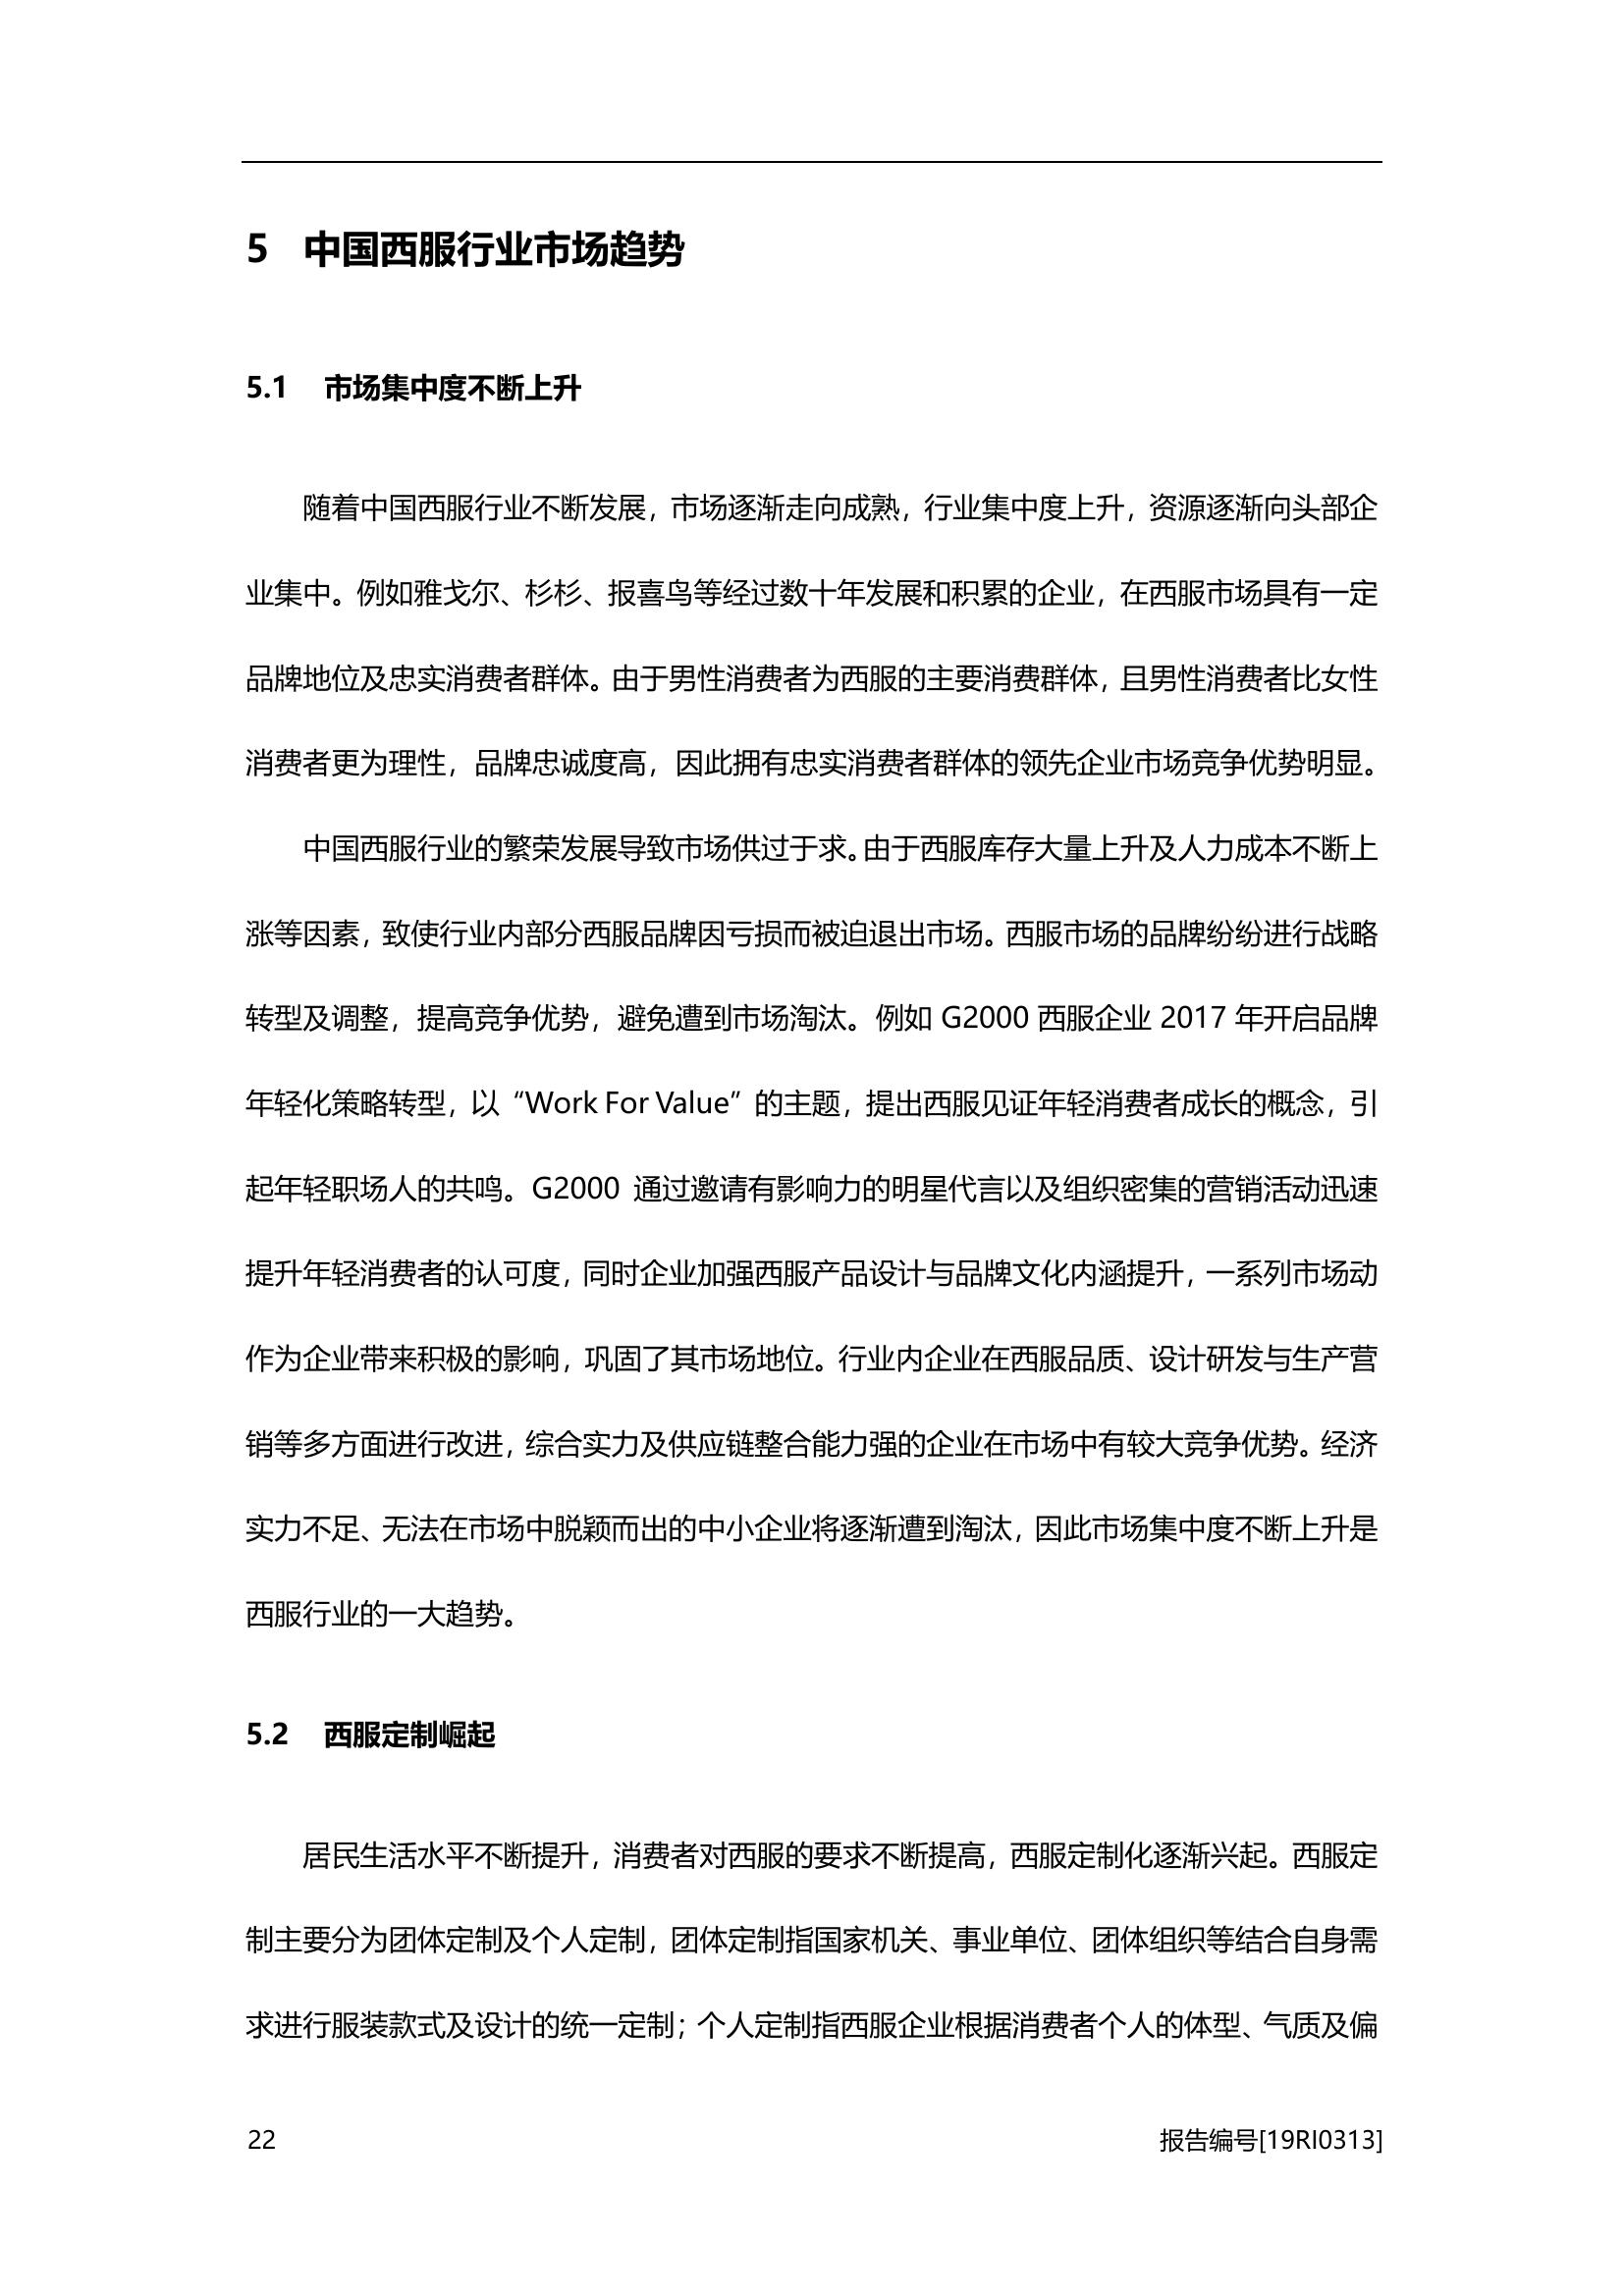 5 中国西服行业市场趋势
5.1 市场集中度不断上升
随着中国西服行业不断发展，市场逐渐走向成熟，行业集中度上升，资源逐渐向头部企
业集中。例如雅戈尔、杉杉、报喜鸟等经过数十年发展和积累的企业，在西服市场具有一定
品牌地位及忠实消费者群体。由于男性消费者为西服的主要消费群体，且男性消费者比女性
消费者更为理性，品牌忠诚度高，因此拥有忠实消费者群体的领先企业市场竞争优势明显。
中国西服行业的繁荣发展导致市场供过于求。由于西服库存大量上升及人力成本不断上
涨等因素，致使行业内部分西服品牌因亏损而被迫退出市场。西服市场的品牌纷纷进行战略
转型及调整，提高竞争优势，避免遭到市场淘汰。例如 G2000 西服企业 2017 年开启品牌
年轻化策略转型，以“Work For Value”的主题，提出西服见证年轻消费者成长的概念，引
起年轻职场人的共鸣。G2000 通过邀请有影响力的明星代言以及组织密集的营销活动迅速
提升年轻消费者的认可度，同时企业加强西服产品设计与品牌文化内涵提升，一系列市场动
作为企业带来积极的影响，巩固了其市场地位。行业内企业在西服品质、设计研发与生产营
销等多方面进行改进，综合实力及供应链整合能力强的企业在市场中有较大竞争优势。经济
实力不足、无法在市场中脱颖而出的中小企业将逐渐遭到淘汰，因此市场集中度不断上升是
西服行业的一大趋势。
5.2 西服定制崛起
居民生活水平不断提升，消费者对西服的要求不断提高，西服定制化逐渐兴起。西服定
制主要分为团体定制及个人定制，团体定制指国家机关、事业单位、团体组织等结合自身需
求进行服装款式及设计的统一定制；个人定制指西服企业根据消费者个人的体型、气质及偏
22 报告编号[19RI0313]